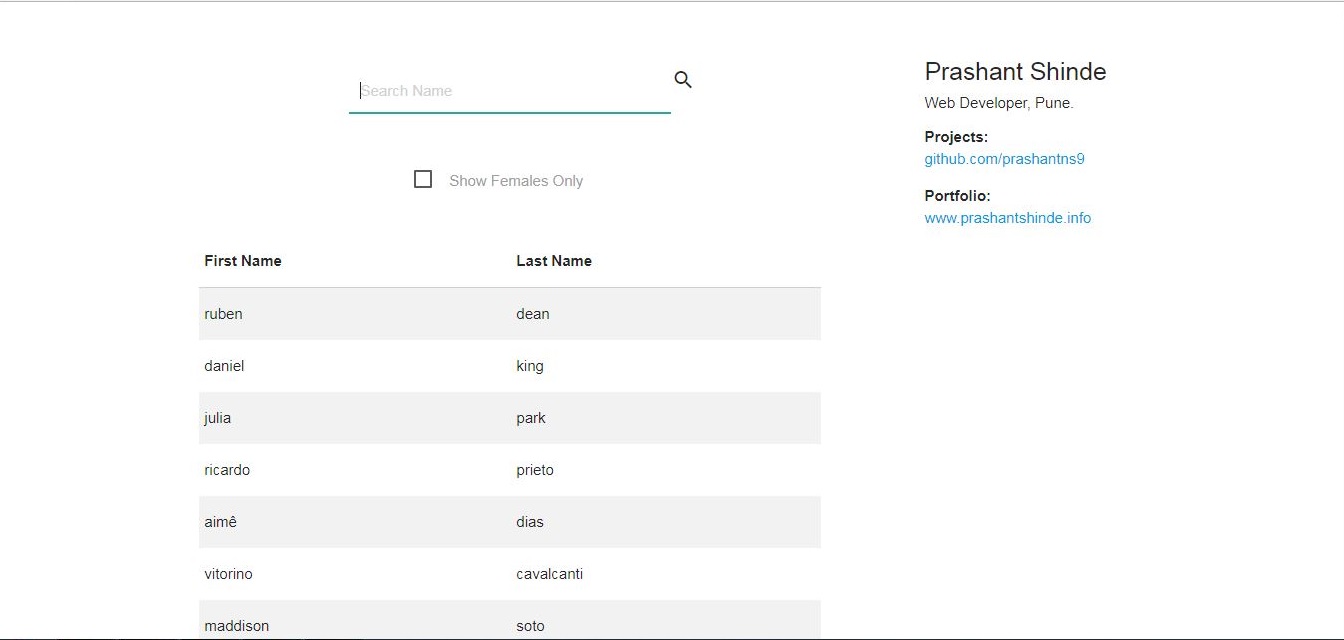 Search Name
Show Females Only
First Name Last Name
ruben dean
daniel king
julia park
ricardo prieto
aimê dias
vitorino cavalcanti
maddison soto
Prashant Shinde
Web Developer, Pune.
Projects:
github.com/prashantns9
Portfolio:
www.prashantshinde.info